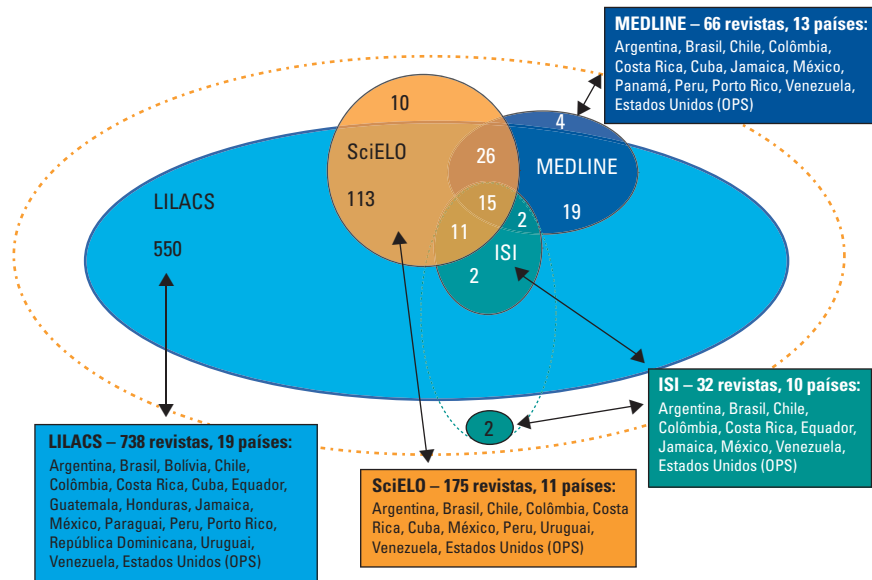 MEDLINE – 66 revistas, 13 países:
Argentina, Brasil, Chile, Colômbia,
Costa Rica, Cuba, Jamaica, México,
Panamá, Peru, Porto Rico, Venezuela,
Estados Unidos (OPS)
10
4
SciELO
26
MEDLINE
LILACS
113
15
19
2
11
550
ISI
2
2
ISI – 32 revistas, 10 países:
Argentina, Brasil, Chile,
Colômbia, Costa Rica, Equador,
Jamaica, México, Venezuela,
Estados Unidos (OPS)
LILACS – 738 revistas, 19 países:
Argentina, Brasil, Bolívia, Chile,
Colômbia, Costa Rica, Cuba, Equador,
Guatemala, Honduras, Jamaica,
México, Paraguai, Peru, Porto Rico,
República Dominicana, Uruguai,
Venezuela, Estados Unidos (OPS)
SciELO – 175 revistas, 11 países:
Argentina, Brasil, Chile, Colômbia, Costa
Rica, Cuba, México, Peru, Uruguai,
Venezuela, Estados Unidos (OPS)